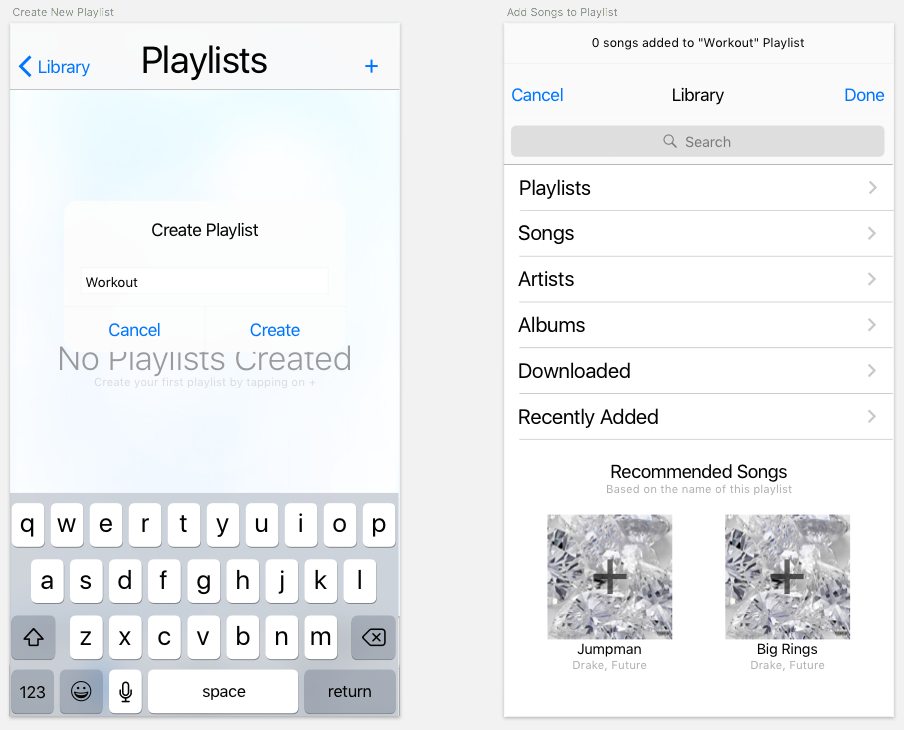 Create New Playlist
Library
Playlists
+
Create Playlist
Workout
Cancel
Create
No Playlists Created
Create your first playlist by tapping on +
q w e r t y u i o p
a s d f g h j k l
z x c v b n m
123
space
return
Add Songs to Playlist
0 songs added to "Workout" Playlist
Cancel
Library
Done
Search
Playlists
Songs
Artists
Albums
Downloaded
Recently Added
Recommended Songs
Based on the name of this playlist
Jumpman
Drake, Future
Big Rings
Drake, Future